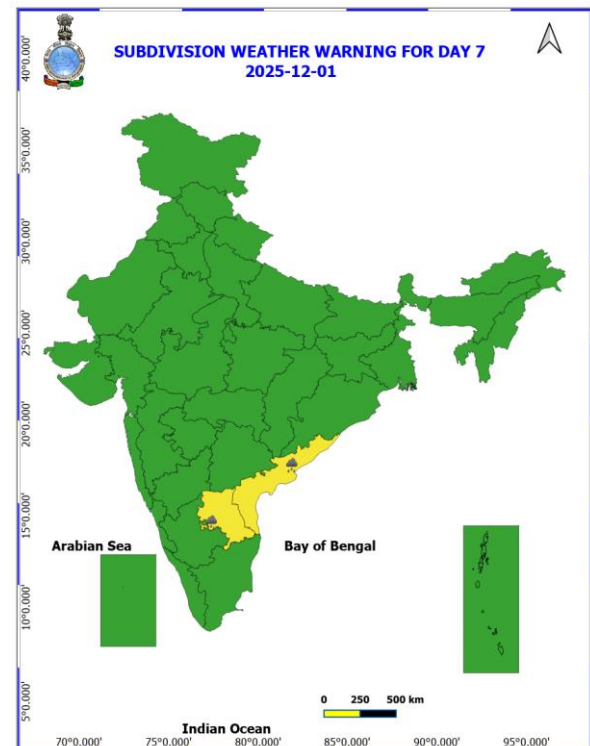 SUBDIVISION WEATHER WARNING FOR DAY 7
2025-12-01
40°0.000'
35°0.000'
30°0.000'
25°0.000'
20°0.000'
15°0.000'
10°0.000'
5°0.000'
Arabian Sea
Bay of Bengal
0 250 500 km
Indian Ocean
70°0.000' 75°0.000' 80°0.000' 85°0.000' 90°0.000' 95°0.000'